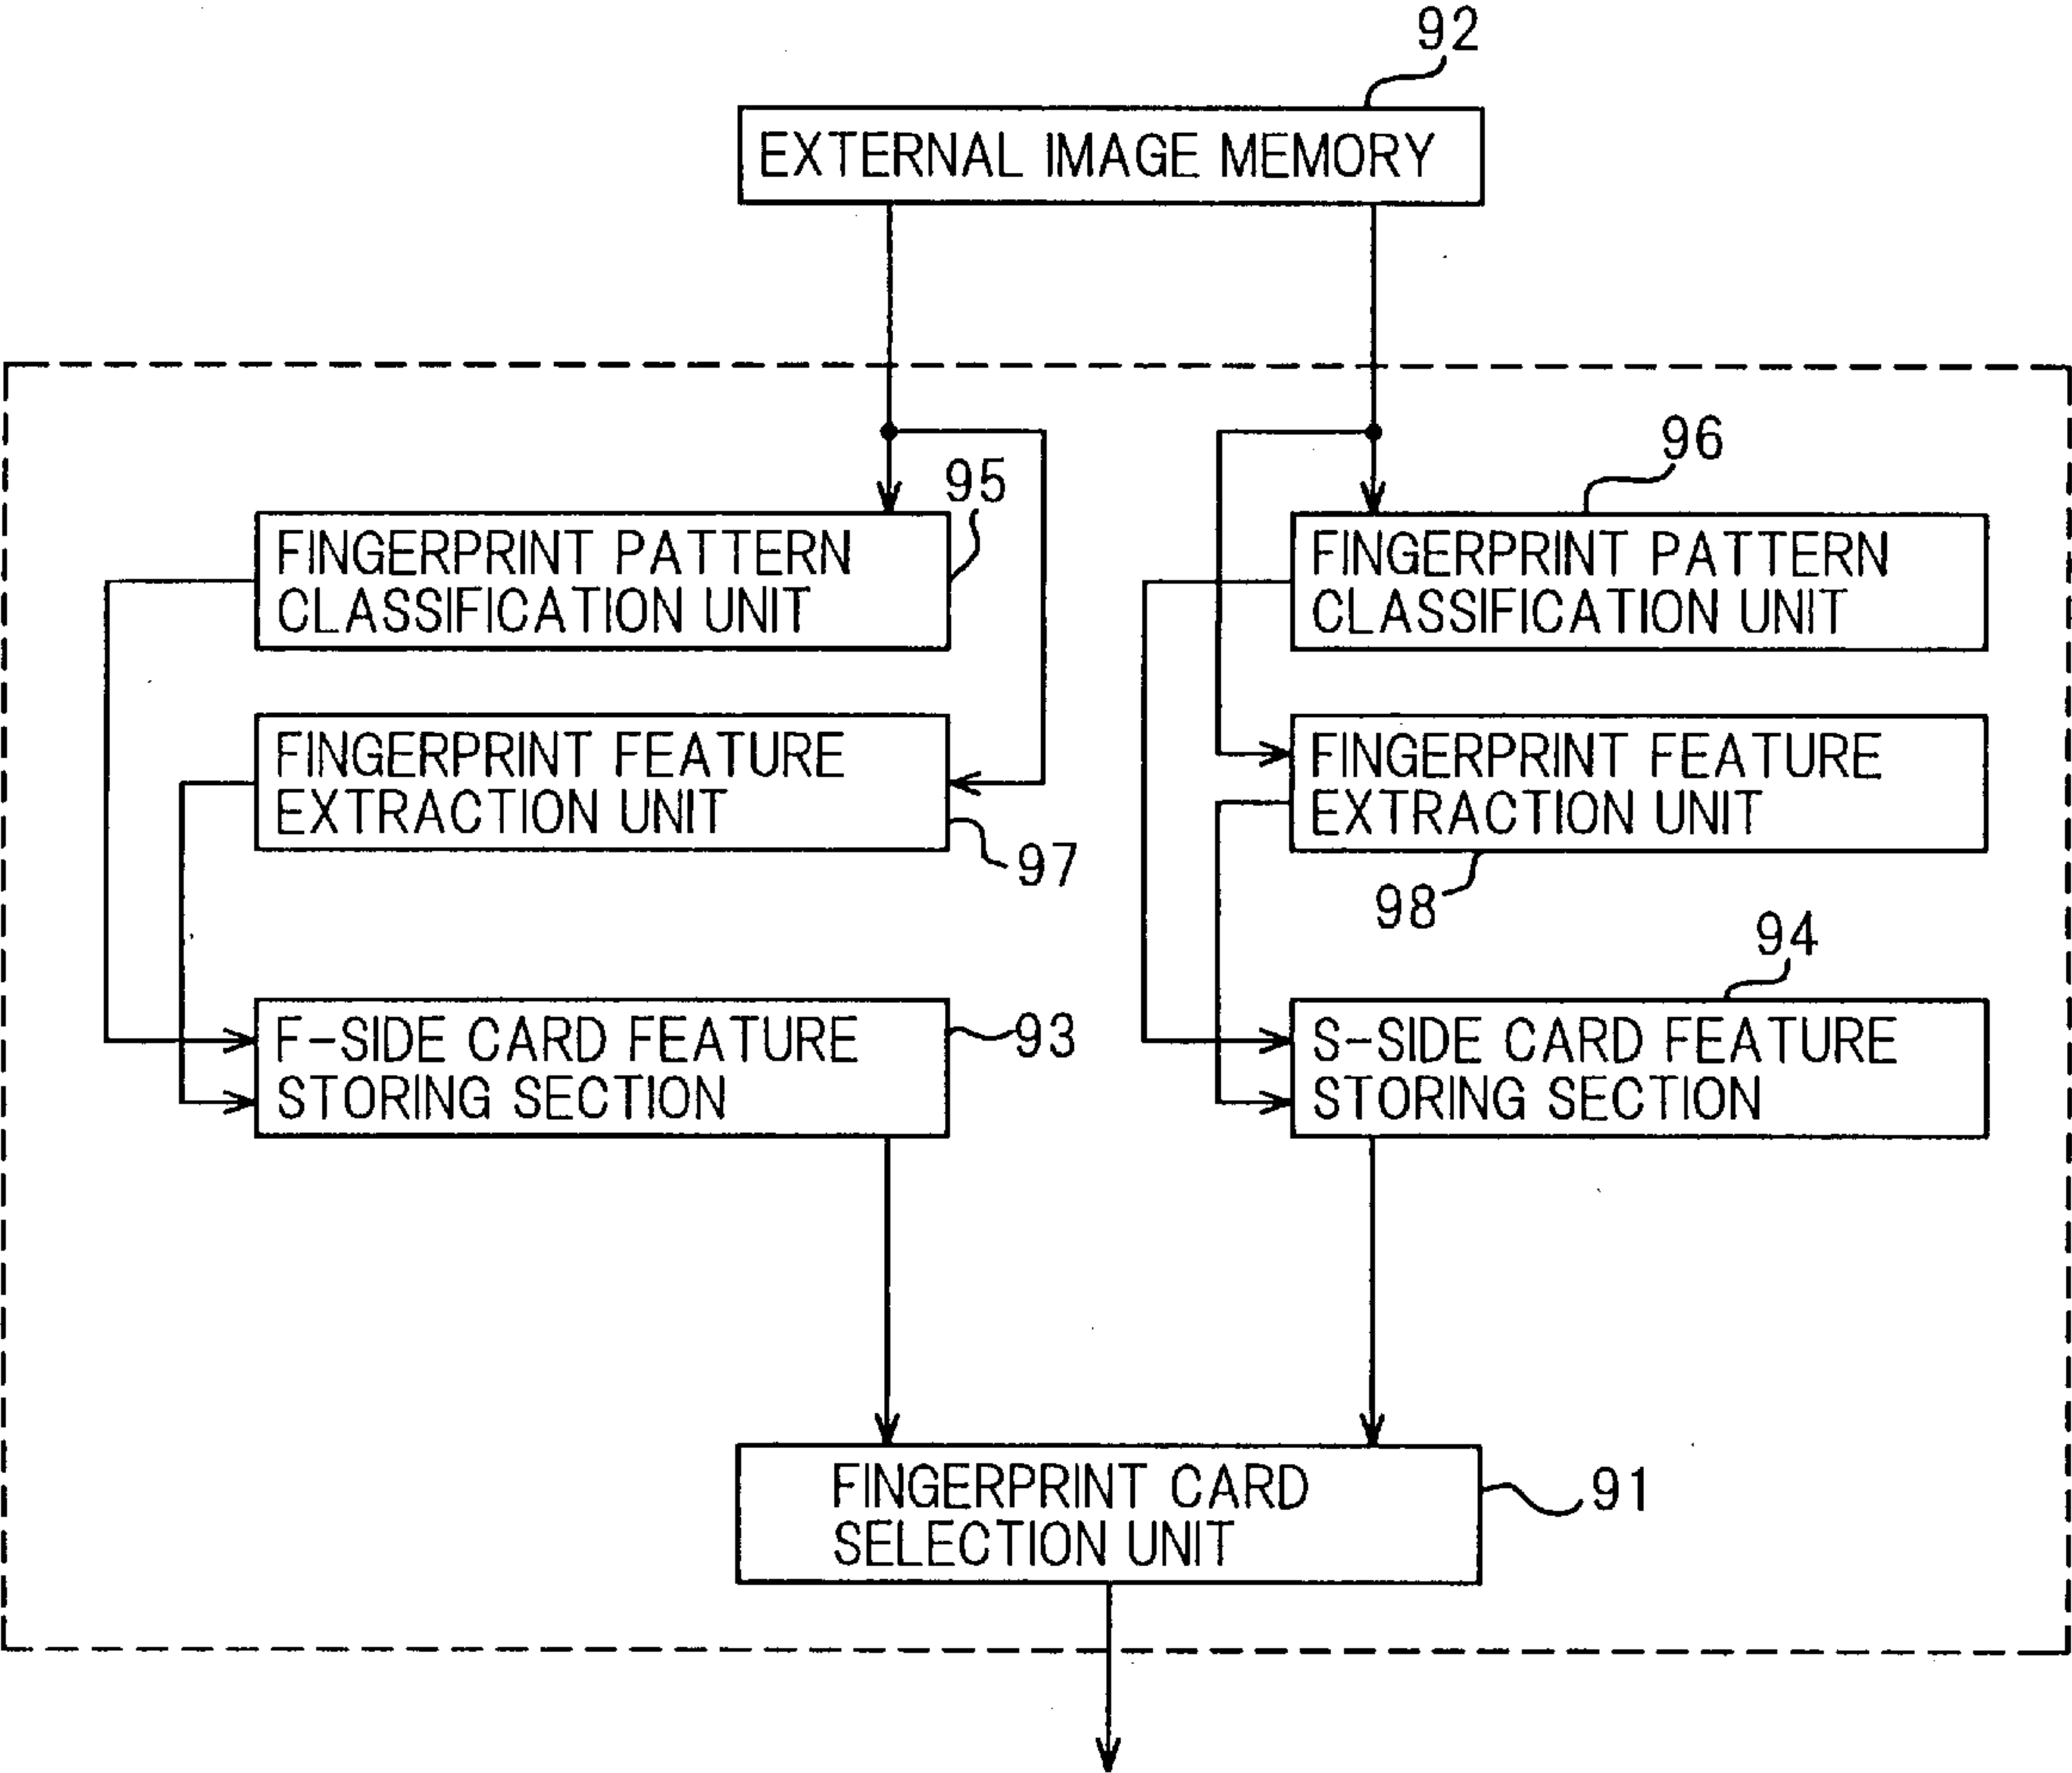 92
EXTERNAL IMAGE MEMORY
95
96
FINGERPRINT PATTERN
CLASSIFICATION UNIT
FINGERPRINT PATTERN
CLASSIFICATION UNIT
FINGERPRINT FEATURE
EXTRACTION UNIT
97
FINGERPRINT FEATURE
EXTRACTION UNIT
98
94
F-SIDE CARD FEATURE
STORING SECTION
93
S-SIDE CARD FEATURE
STORING SECTION
FINGERPRINT CARD
SELECTION UNIT
91